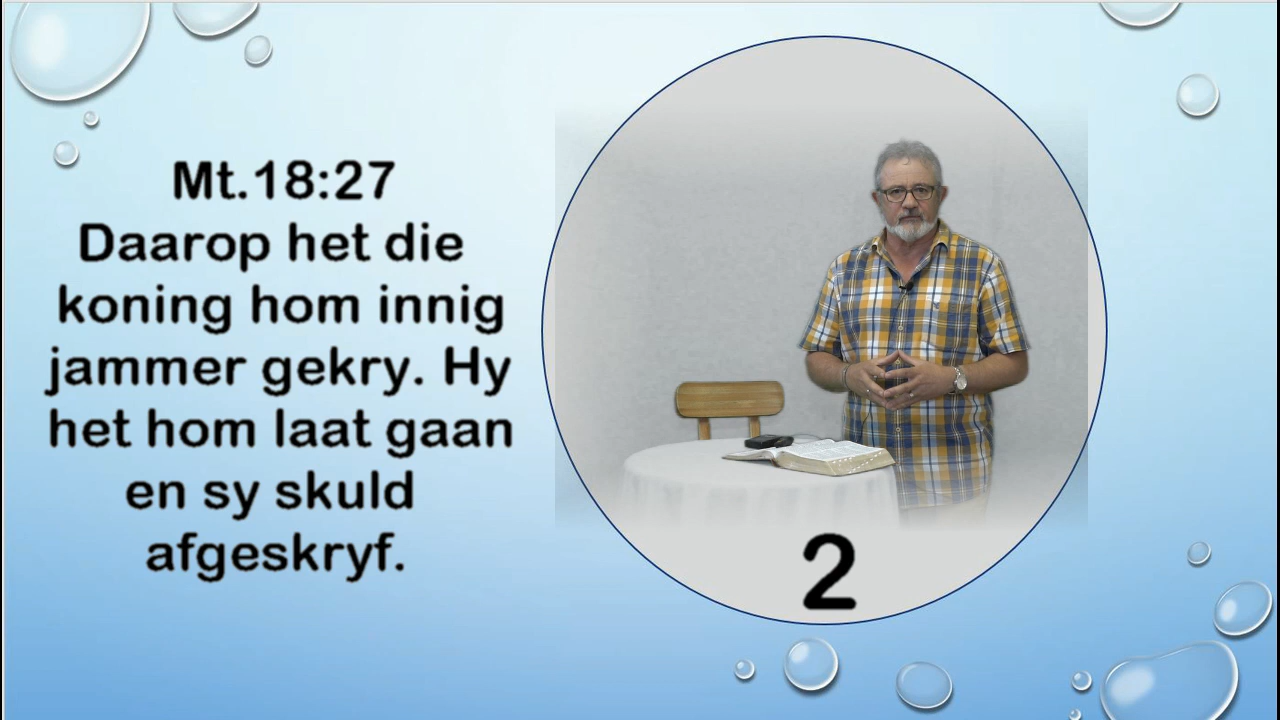 Mt.18:27
Daarop het die
koning hom innig
jammer gekry. Hy
het hom laat gaan
en sy skuld
afgeskryf.
2